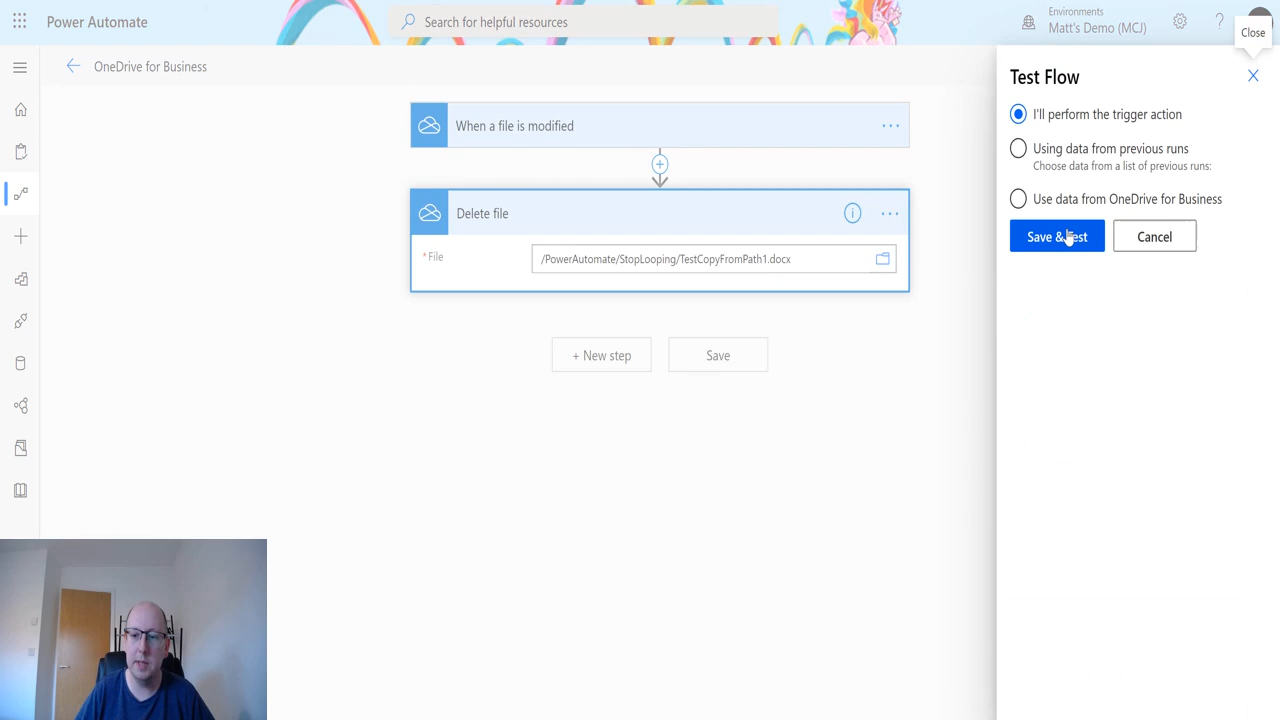 Power Automate
Search for helpful resources
Environments
Matt's Demo (MCJ)
?
Close
OneDrive for Business
Test Flow
When a file is modified
I'll perform the trigger action
Using data from previous runs
Choose data from a list of previous runs:
Delete file
Use data from OneDrive for Business
Save & Test
Cancel
* File
/PowerAutomate/StopLooping/TestCopyFromPath1.docx
+ New step
Save